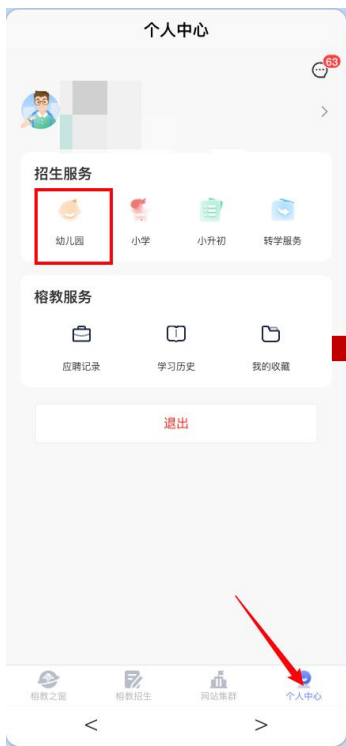 个人中心
63
招生服务
幼儿园 小学 小升初 转学服务
榕教服务
应聘记录 学习历史 我的收藏
退出
榕教之窗 榕教招生 网站集群 个人中心
< >